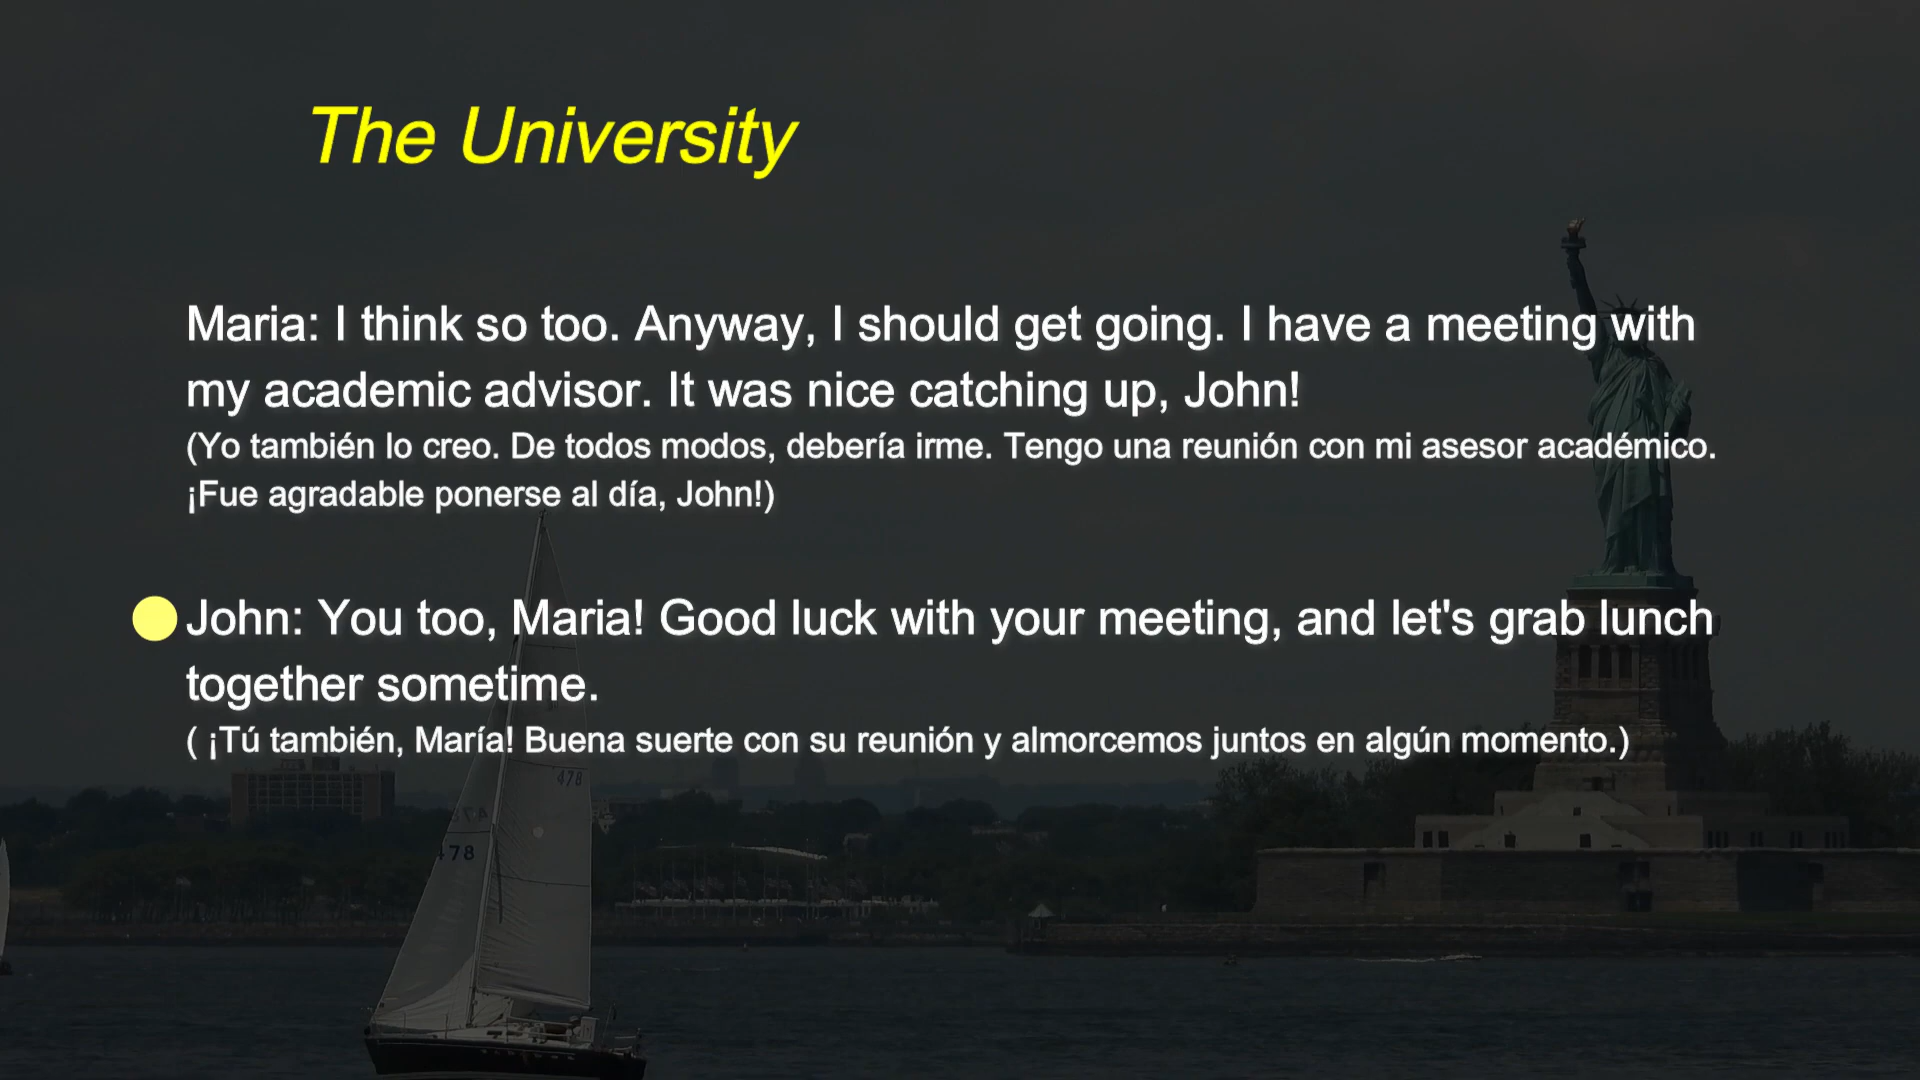 The University
Maria: I think so too. Anyway, I should get going. I have a meeting with
my academic advisor. It was nice catching up, John!
(Yo también lo creo. De todos modos, debería irme. Tengo una reunión con mi asesor académico.
¡Fue agradable ponerse al día, John!)
John: You too, Maria! Good luck with your meeting, and let's grab lunch
together sometime.
( ¡Tú también, María! Buena suerte con su reunión y almorcemos juntos en algún momento.)
478
478